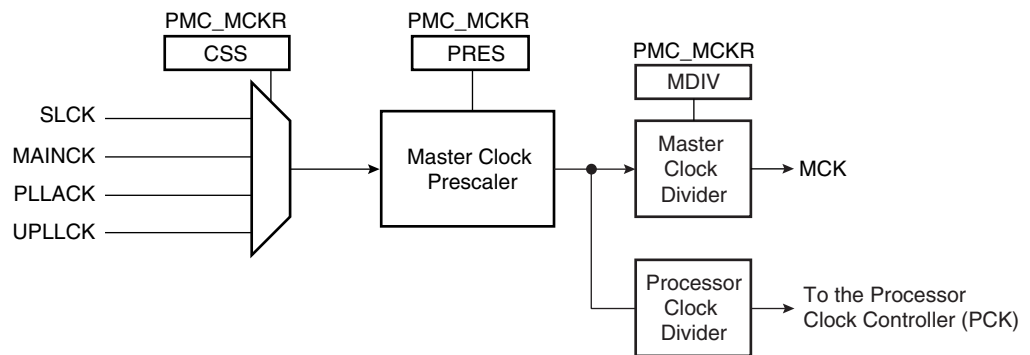 PMC_MCKR
CSS
PMC_MCKR
PRES
PMC_MCKR
MDIV
SLCK
MAINCK
PLLACK
UPLLCK
Master Clock
Prescaler
Master
Clock
Divider
MCK
Processor
Clock
Divider
To the Processor
Clock Controller (PCK)